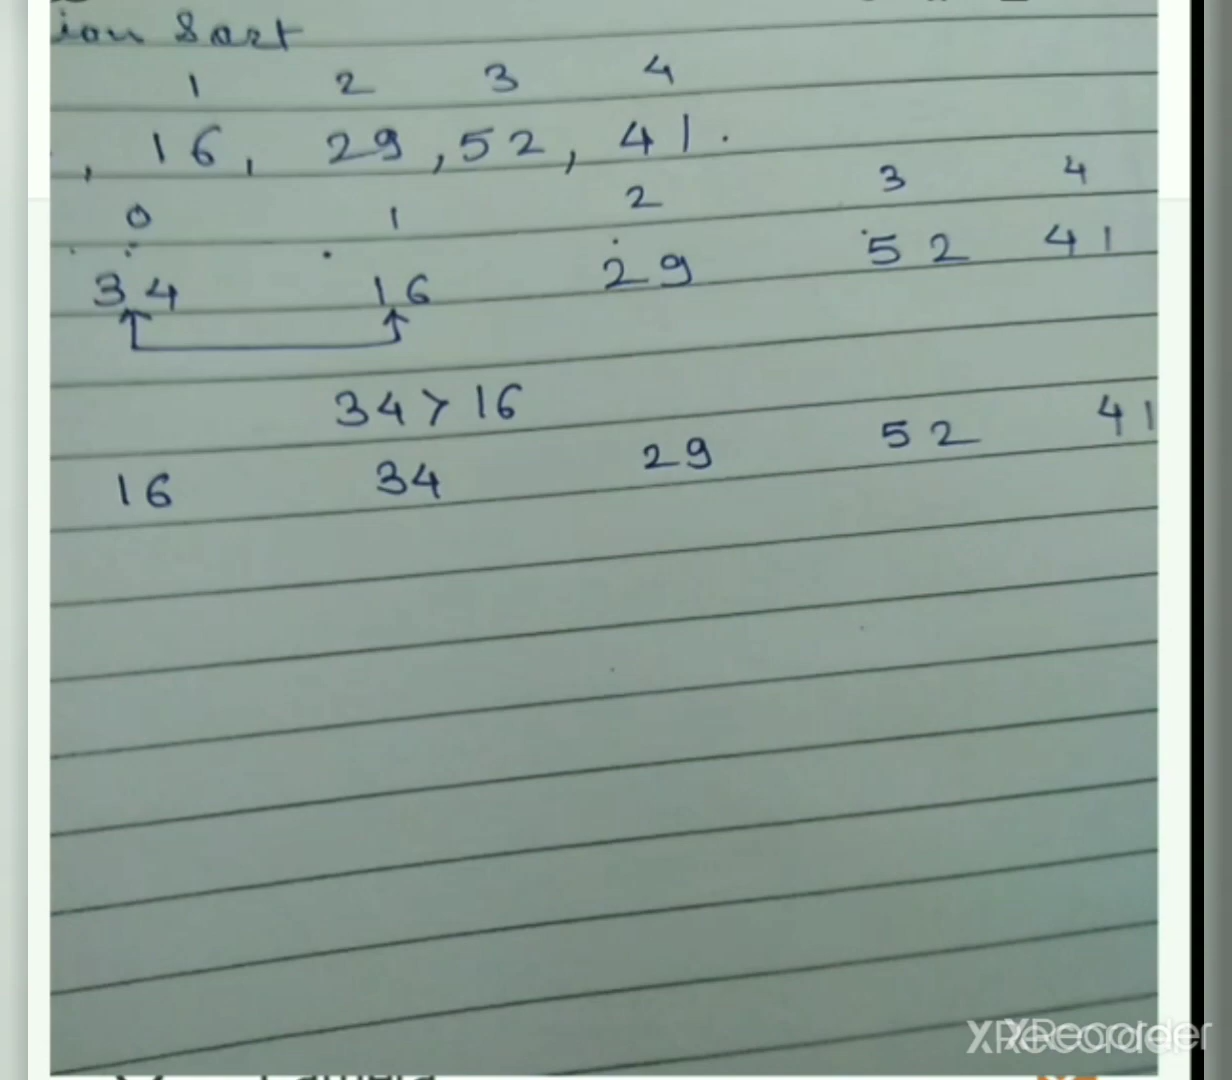 ion Sort
1 2 3 4
, 16, 29, 52, 41.
0 1 2 3 4
34 16 29 52 41
34 > 16
16 34 29 52 41
XRecorder